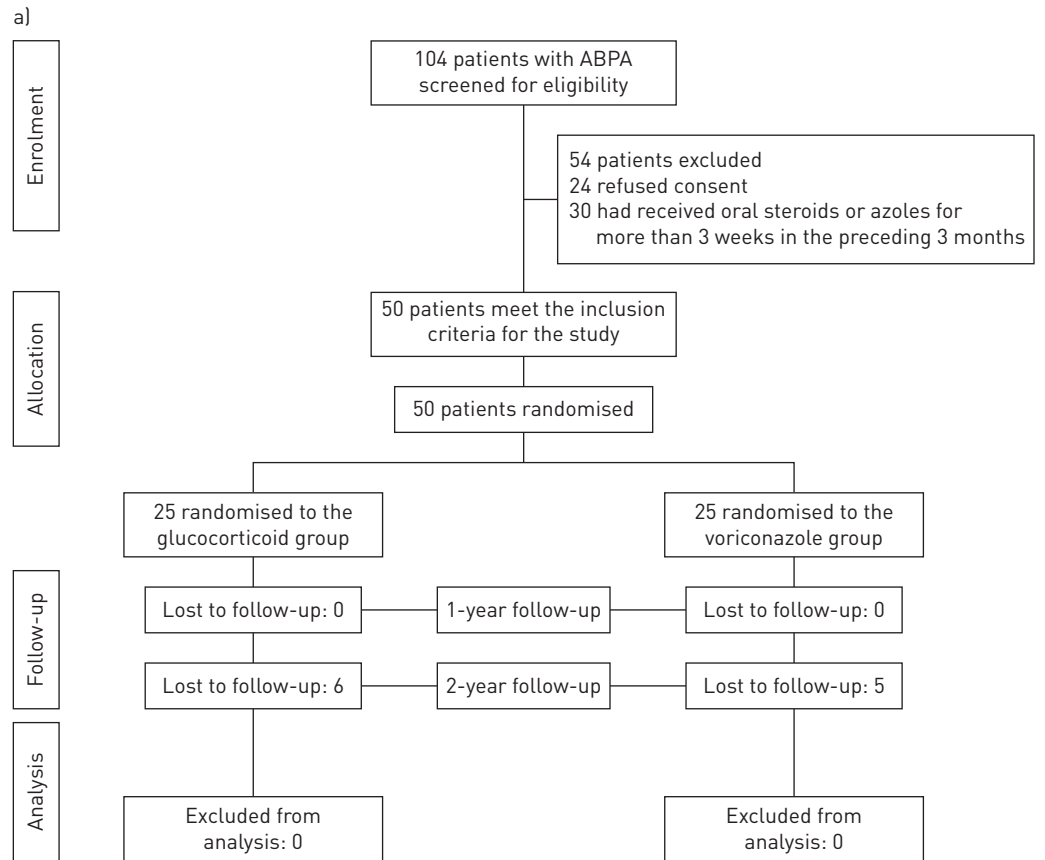 a)
Enrolment
104 patients with ABPA
screened for eligibility
54 patients excluded
24 refused consent
30 had received oral steroids or azoles for
more than 3 weeks in the preceding 3 months
Allocation
50 patients meet the inclusion
criteria for the study
50 patients randomised
25 randomised to the
glucocorticoid group
25 randomised to the
voriconazole group
Follow-up
Lost to follow-up: 0
1-year follow-up
Lost to follow-up: 0
Lost to follow-up: 6
2-year follow-up
Lost to follow-up: 5
Analysis
Excluded from
analysis: 0
Excluded from
analysis: 0